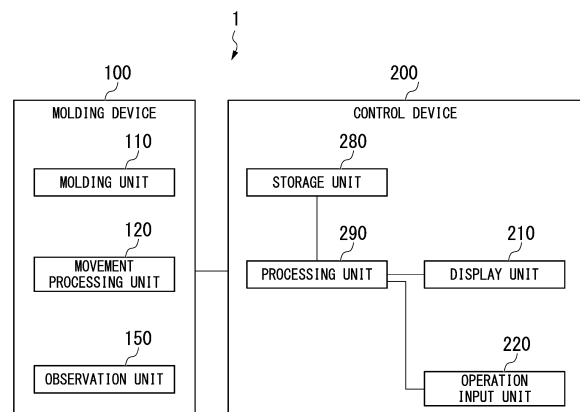 1
100
200
MOLDING DEVICE
CONTROL DEVICE
110
MOLDING UNIT
280
STORAGE UNIT
120
MOVEMENT
PROCESSING UNIT
290
PROCESSING UNIT
210
DISPLAY UNIT
150
OBSERVATION UNIT
220
OPERATION
INPUT UNIT